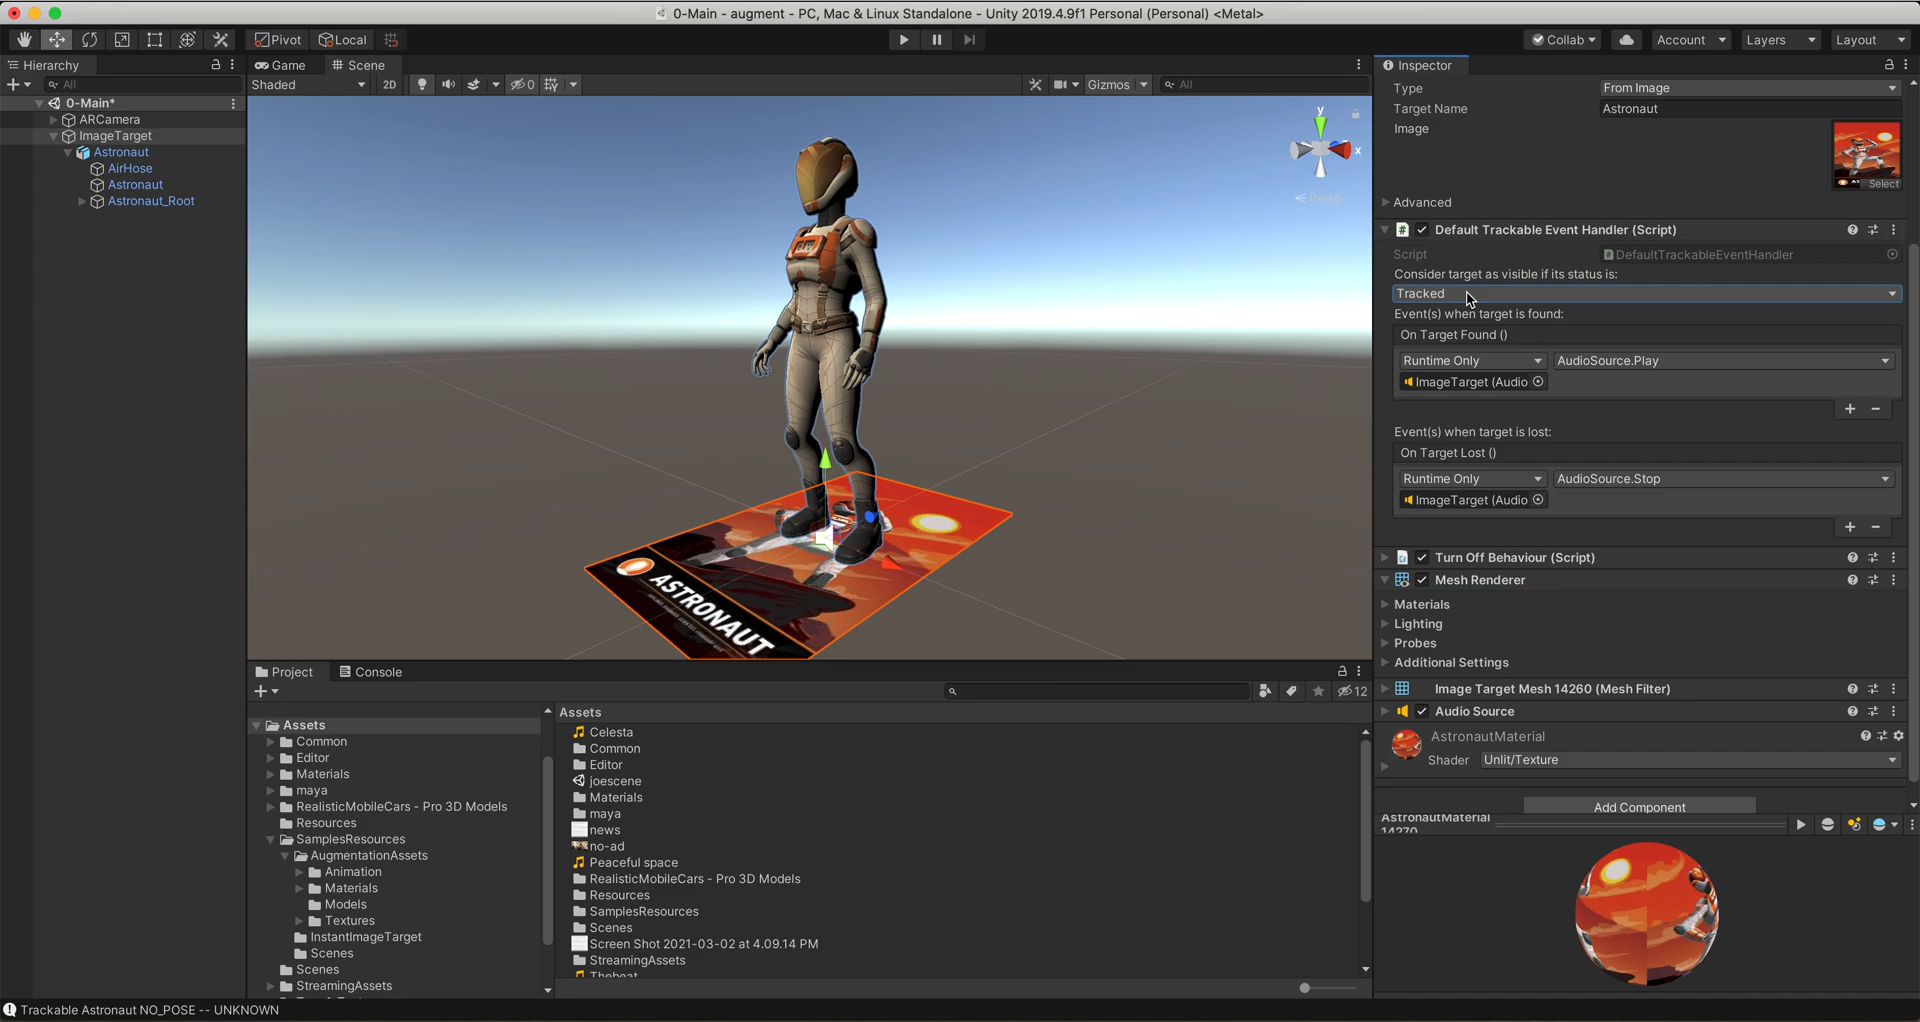 0-Main - augment - PC, Mac & Linux Standalone - Unity 2019.4.9f1 Personal (Personal) <Metal>
Pivot
Local
Collab
Account
Layers
Layout
Hierarchy
All
0-Main*
ARCamera
ImageTarget
Astronaut
AirHose
Astronaut
Astronaut_Root
Game
Scene
Shaded
2D
0
Gizmos
All
y
x
Persp
ASTRONAUT
Inspector
Type
From Image
Target Name
Astronaut
Image
Select
Advanced
Default Trackable Event Handler (Script)
Script
DefaultTrackableEventHandler
Consider target as visible if its status is:
Tracked
Event(s) when target is found:
On Target Found ()
Runtime Only
AudioSource.Play
ImageTarget (Audio
Event(s) when target is lost:
On Target Lost ()
Runtime Only
AudioSource.Stop
ImageTarget (Audio
Turn Off Behaviour (Script)
Mesh Renderer
Materials
Lighting
Probes
Additional Settings
Image Target Mesh 14260 (Mesh Filter)
Audio Source
AstronautMaterial
Shader
Unlit/Texture
Add Component
AstronautMaterial
14270
Project
Console
12
Assets
Common
Editor
Materials
maya
RealisticMobileCars - Pro 3D Models
Resources
SamplesResources
AugmentationAssets
Animation
Materials
Models
Textures
InstantImageTarget
Scenes
Scenes
StreamingAssets
Assets
Celesta
Common
Editor
joescene
Materials
maya
news
no-ad
Peaceful space
RealisticMobileCars - Pro 3D Models
Resources
SamplesResources
Scenes
Screen Shot 2021-03-02 at 4.09.14 PM
StreamingAssets
Thebeat
Trackable Astronaut NO_POSE -- UNKNOWN